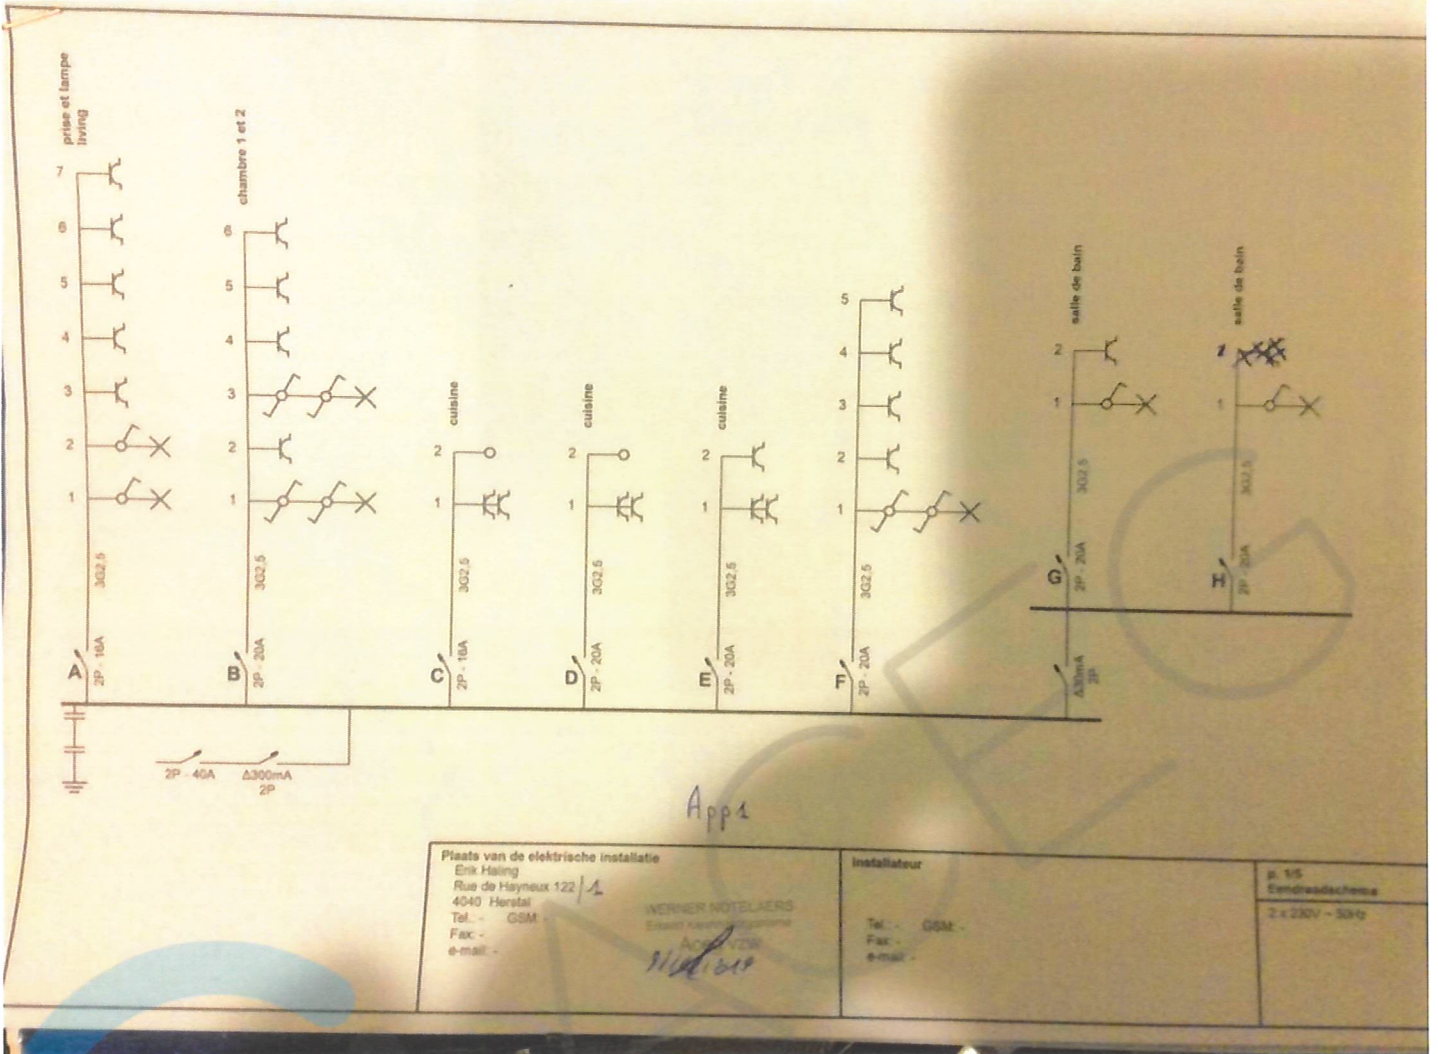 prise et lampe
living
7
6
5
4
3
2
1
3G2,5
A
2P - 16A
chambre 1 et 2
6
5
4
3
2
1
3G2,5
B
2P - 20A
cuisine
2
1
3G2,5
C
2P - 16A
cuisine
2
1
3G2,5
D
2P - 20A
cuisine
2
1
3G2,5
E
2P - 20A
5
4
3
2
1
3G2,5
F
2P - 20A
salle de bain
2
1
3G2,5
G
2P - 20A
salle de bain
1
3G2,5
H
2P - 20A
Δ30mA
2P
2P - 40A
Δ300mA
2P
App1
Plaats van de elektrische installatie
Erik Haling
Rue de Hayneux 122/1
4040 Herstal
Tel.: - GSM: -
Fax: -
e-mail: -
WERNER NOTELAERS
Installateur
Tel.: - GSM: -
Fax: -
e-mail: -
p. 1/5
Eendraadschema
2 x 230V ~ 50Hz